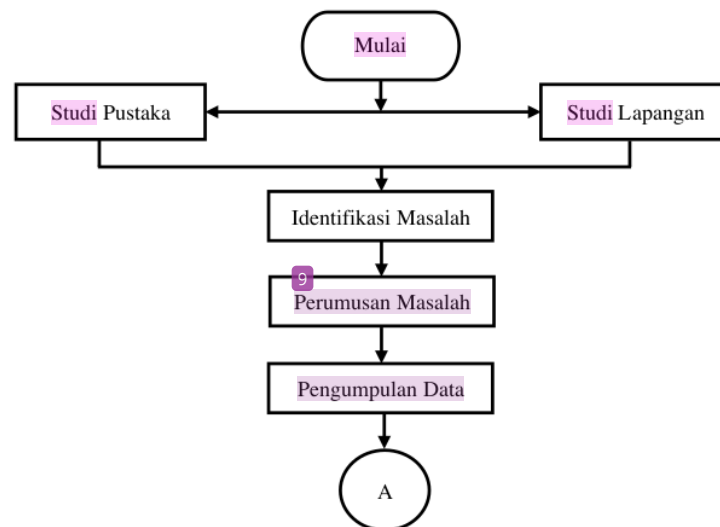 Mulai
Studi Pustaka
Studi Lapangan
Identifikasi Masalah
9
Perumusan Masalah
Pengumpulan Data
A